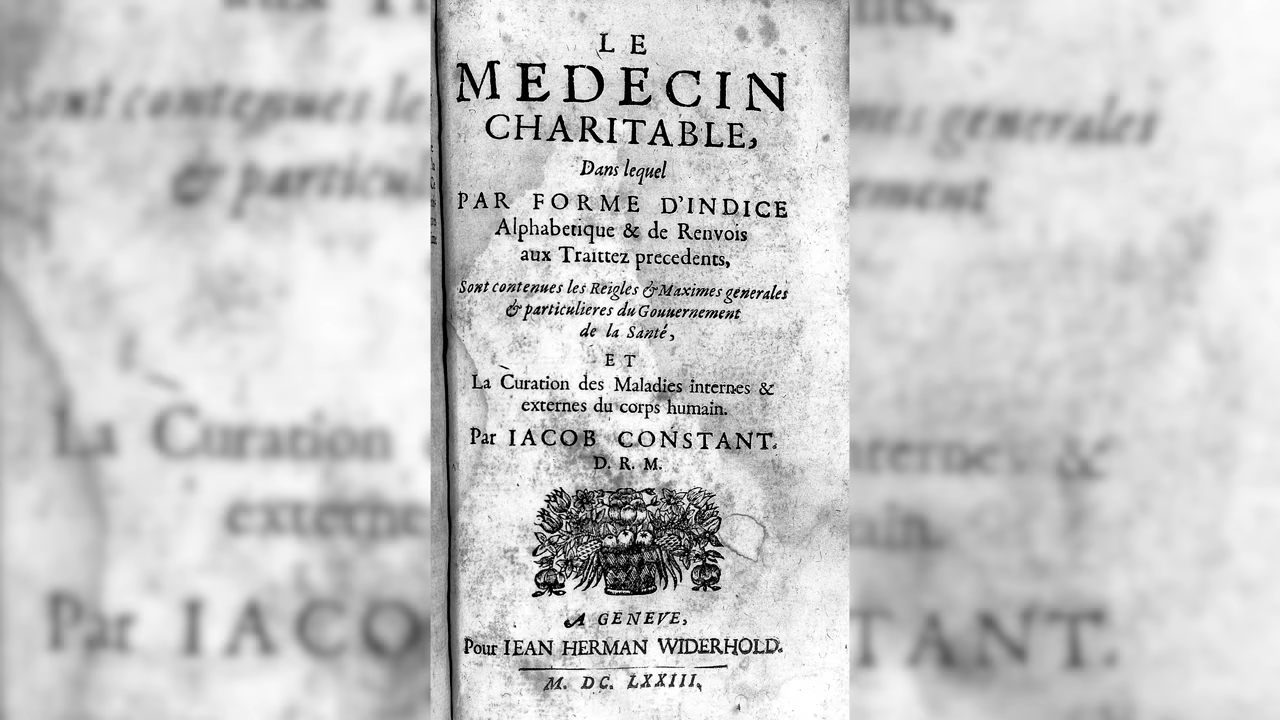 LE
MEDECIN
CHARITABLE,
Dans lequel
PAR FORME D'INDICE
Alphabetique & de Renvois
aux Traittez precedents,
Sont contenues les Reigles & Maximes generales
& particulieres du Gouuernement
de la Santé,
ET
La Curation des Maladies internes &
externes du corps humain.
Par IACOB CONSTANT.
D. R. M.
A GENEVE,
Pour IEAN HERMAN WIDERHOLD.
M. DC. LXXIII,